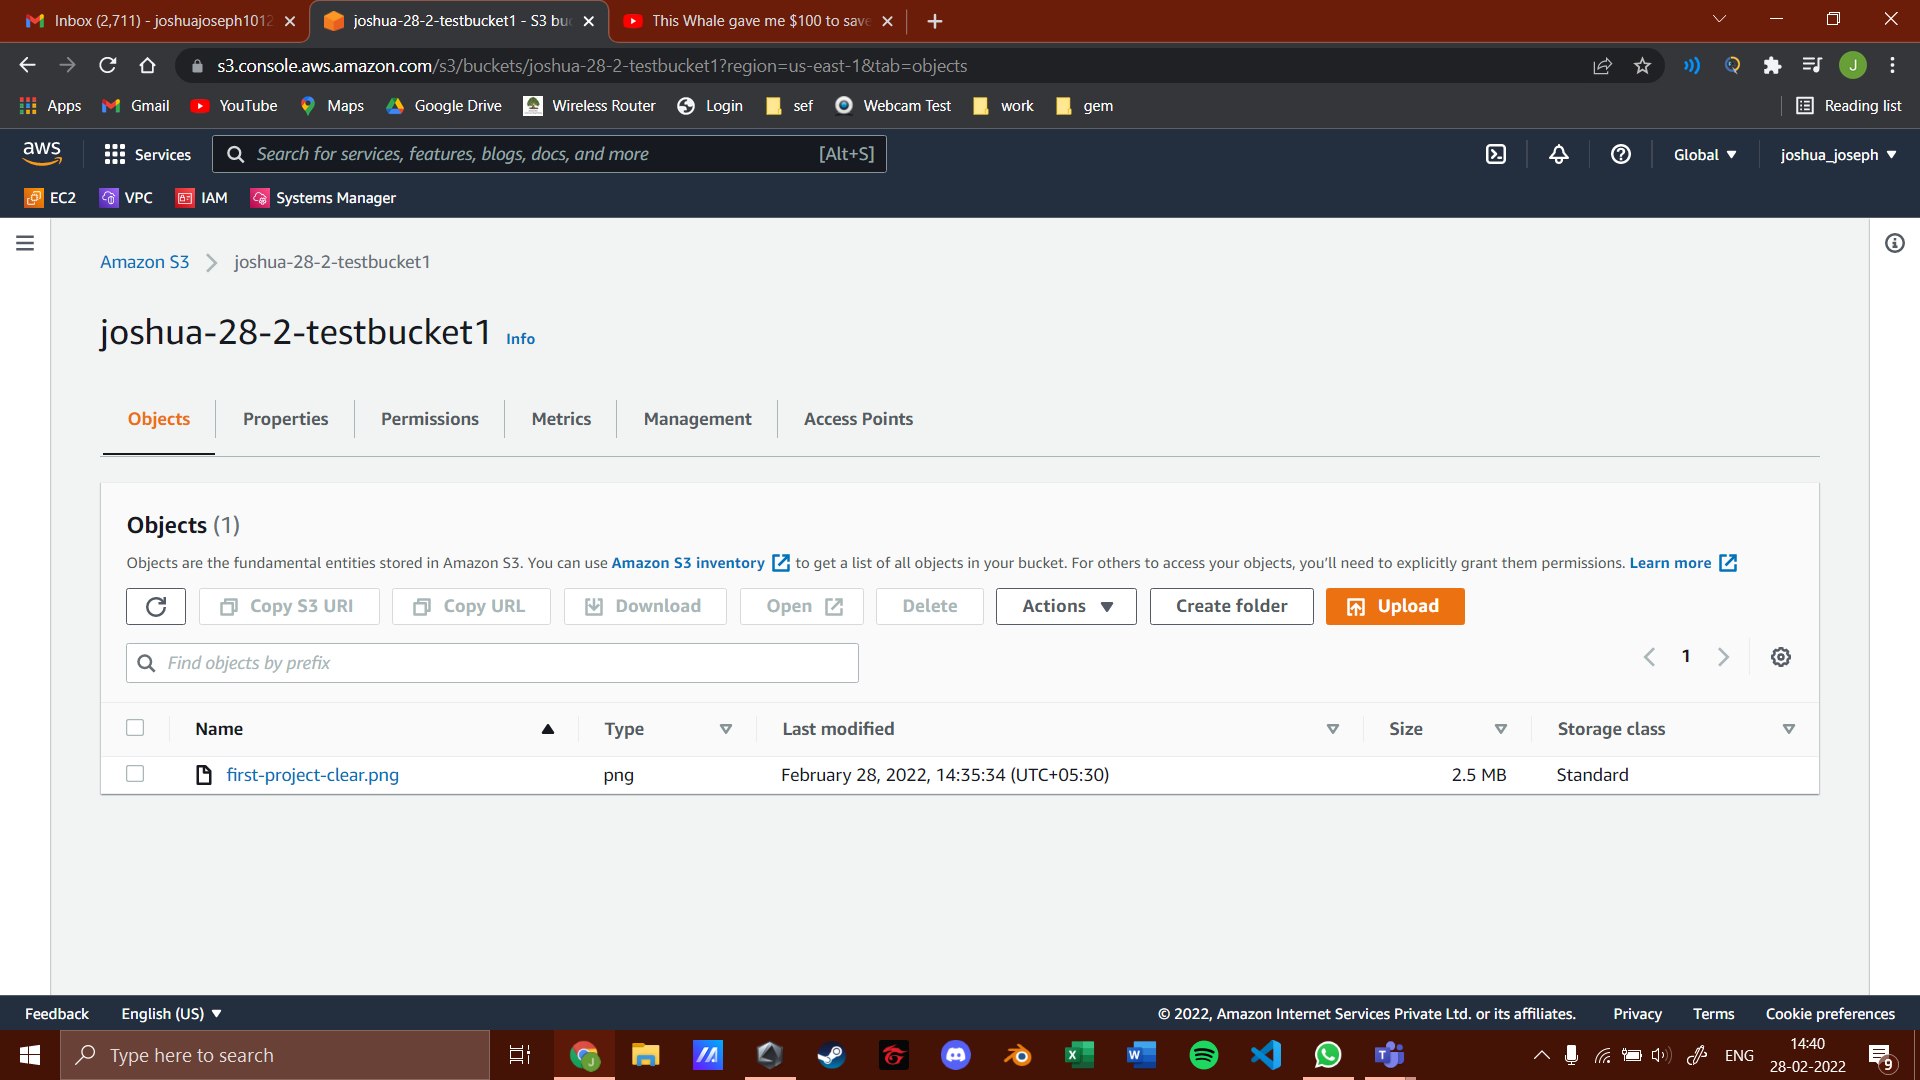 Inbox (2,711) - joshuajoseph1012
joshua-28-2-testbucket1 - S3 buc
This Whale gave me $100 to save
s3.console.aws.amazon.com/s3/buckets/joshua-28-2-testbucket1?region=us-east-1&tab=objects
J
Apps Gmail YouTube Maps Google Drive Wireless Router Login sef Webcam Test work gem Reading list
aws Services Search for services, features, blogs, docs, and more [Alt+S] Global joshua_joseph
EC2 VPC IAM Systems Manager
Amazon S3 joshua-28-2-testbucket1
joshua-28-2-testbucket1 Info
Objects Properties Permissions Metrics Management Access Points
Objects (1)
Objects are the fundamental entities stored in Amazon S3. You can use Amazon S3 inventory to get a list of all objects in your bucket. For others to access your objects, you’ll need to explicitly grant them permissions. Learn more
Copy S3 URI Copy URL Download Open Delete Actions Create folder Upload
Find objects by prefix 1
Name Type Last modified Size Storage class
first-project-clear.png png February 28, 2022, 14:35:34 (UTC+05:30) 2.5 MB Standard
Feedback English (US) © 2022, Amazon Internet Services Private Ltd. or its affiliates. Privacy Terms Cookie preferences
Type here to search ENG 14:40
28-02-2022 9